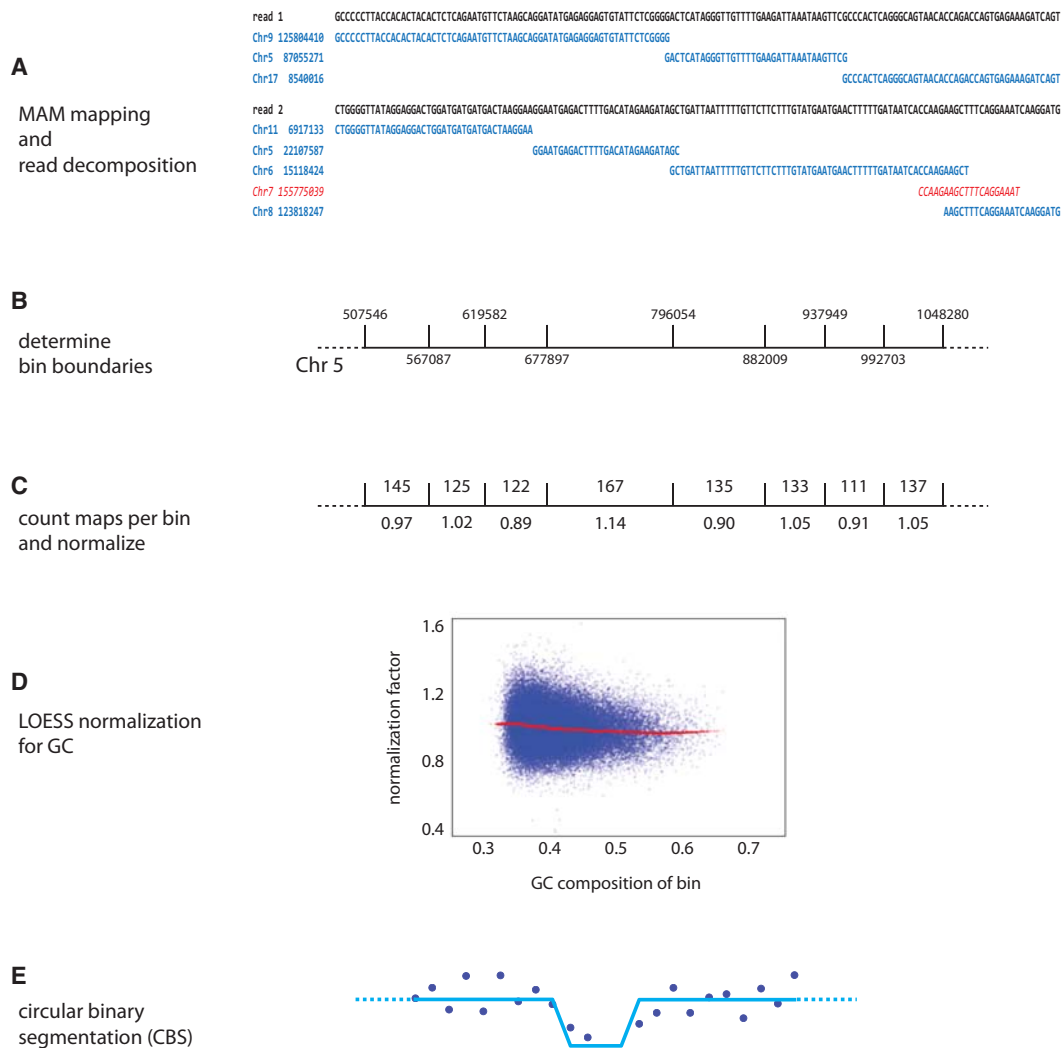 A
MAM mapping
and
read decomposition
read 1 GCCCCCTTACCACACTACACTCTCAGAATGTTCTAAGCAGGATATGAGAGGAGTGTATTCTCGGGGACTCATAGGGTTGTTTTGAAGATTAAATAAGTTCGCCCACTCAGGGCAGTAACACCAGACCAGTGAGAAAGATCAGT
Chr9 125804410 GCCCCCTTACCACACTACACTCTCAGAATGTTCTAAGCAGGATATGAGAGGAGTGTATTCTCGGGG
Chr5 87055271 GACTCATAGGGTTGTTTTGAAGATTAAATAAGTTCG
Chr17 8540016 GCCCACTCAGGGCAGTAACACCAGACCAGTGAGAAAGATCAGT
read 2 CTGGGGTTATAGGAGGACTGGATGATGATGACTAAGGAAGGAATGAGACTTTTGACATAGAAGATAGCTGATTAATTTTTGTTCTTCTTTGTATGAATGAACTTTTTGATAATCACCAAGAAGCTTTCAGGAAATCAAGGATG
Chr11 6917133 CTGGGGTTATAGGAGGACTGGATGATGATGACTAAGGAA
Chr5 22107587 GGAATGAGACTTTTGACATAGAAGATAGC
Chr6 15118424 GCTGATTAATTTTTGTTCTTCTTTGTATGAATGAACTTTTTGATAATCACCAAGAAGCT
Chr7 155775039 CCAAGAAGCTTTCAGGAAAT
Chr8 123818247 AAGCTTTCAGGAAATCAAGGATG
B
determine
bin boundaries
507546 619582 796054 937949 1048280
Chr 5 567087 677897 882009 992703
C
count maps per bin
and normalize
145 125 122 167 135 133 111 137
0.97 1.02 0.89 1.14 0.90 1.05 0.91 1.05
D
LOESS normalization
for GC
normalization factor
1.6
1.2
0.8
0.4
0.3 0.4 0.5 0.6 0.7
GC composition of bin
E
circular binary
segmentation (CBS)